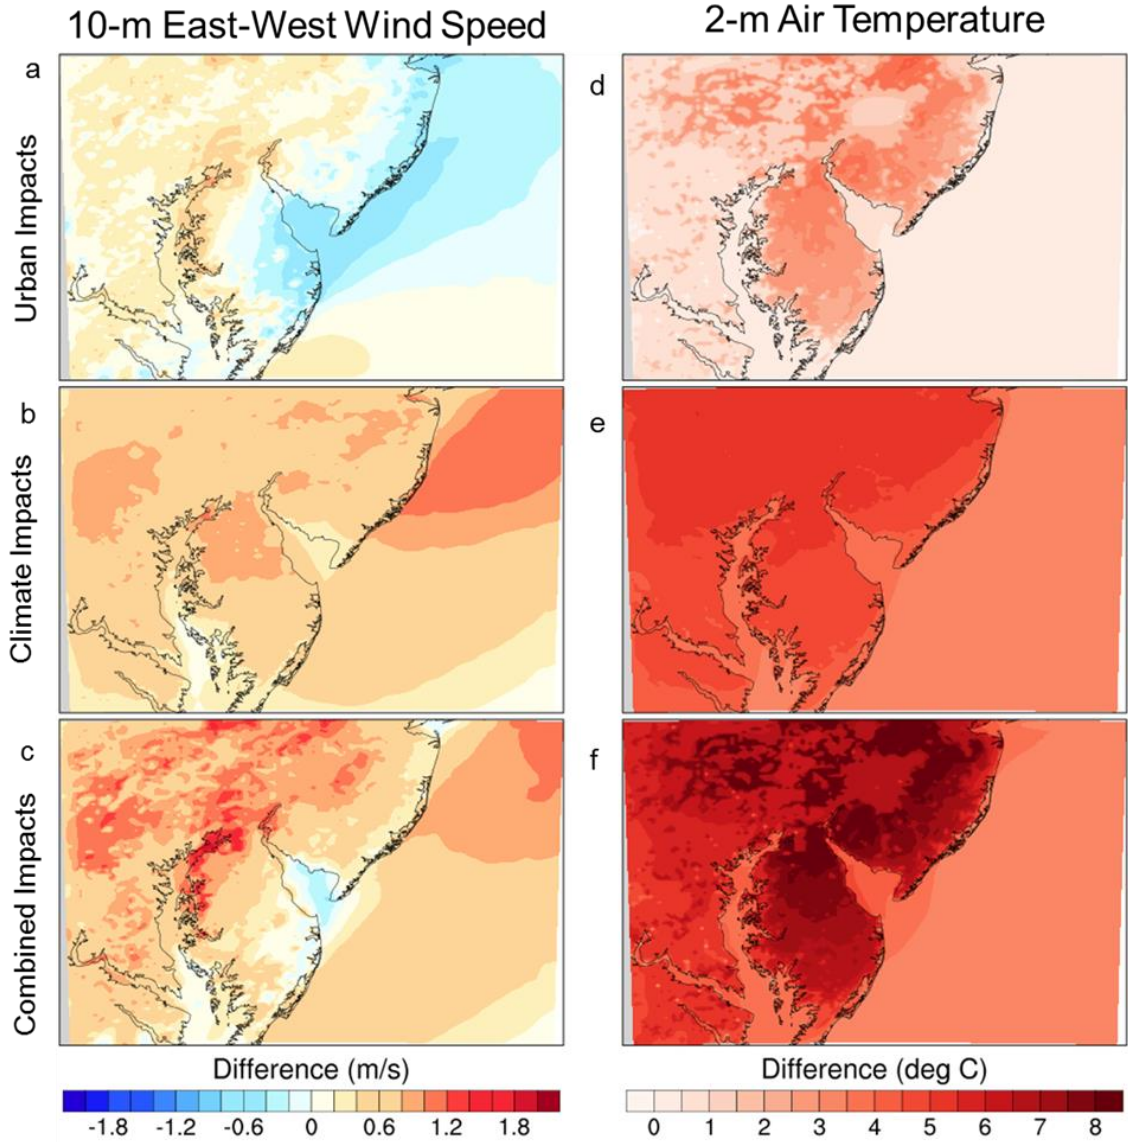 10-m East-West Wind Speed
2-m Air Temperature
a
d
Urban Impacts
b
e
Climate Impacts
c
f
Combined Impacts
Difference (m/s)
Difference (deg C)
-1.8 -1.2 -0.6 0 0.6 1.2 1.8
0 1 2 3 4 5 6 7 8